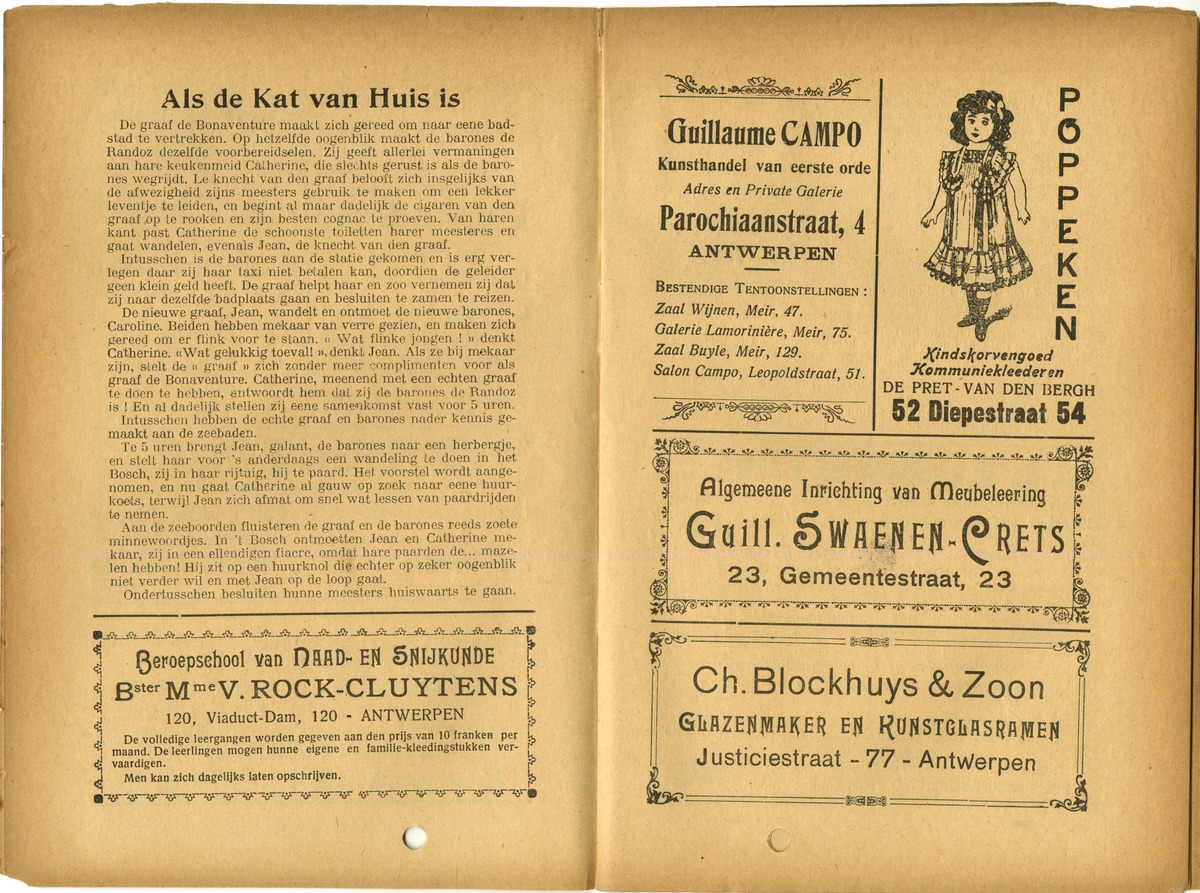 Als de Kat van Huis is
De graaf de Bonaventure maakt zich gereed om naar eene bad-
stad te vertrekken. Op hetzelfde oogenblik maakt de barones de
Randoz dezelfde voorbereidselen. Zij geeft allerlei vermaningen
aan hare keukenmeid Catherine, die slechts gerust is als de baro-
nes wegrijdt. Le knecht van den graaf belooft zich insgelijks van
de afwezigheid zijns meesters gebruik te maken om een lekker
leventje te leiden, en begint al maar dadelijk de cigaren van den
graaf op te rooken en zijn besten cognac te proeven. Van haren
kant past Catherine de schoonste toiletten harer meesteres en
gaat wandelen, evenals Jean, de knecht van den graaf.
Intusschen is de barones aan de statie gekomen en is erg ver-
legen daar zij haar taxi niet betalen kan, doordien de geleider
geen klein geld heeft. De graaf helpt haar en zoo vernemen zij dat
zij naar dezelfde badplaats gaan en besluiten te zamen te reizen.
De nieuwe graaf, Jean, wandelt en ontmoet de nieuwe barones,
Caroline. Beiden hebben mekaar van verre gezien, en maken zich
gereed om er flink voor te staan. « Wat flinke jongen ! » denkt
Catherine. «Wat gelukkig toeval! », denkt Jean. Als ze bij mekaar
zijn, stelt de « graaf » zich zonder meer complimenten voor als
graaf de Bonaventure. Catherine, meenend met een echten graaf
te doen te hebben, antwoordt hem dat zij de barones de Randoz
is ! En al dadelijk stellen zij eene samenkomst vast voor 5 uren.
Intusschen hebben de echte graaf en barones nader kennis ge-
maakt aan de zeebaden.
Te 5 uren brengt Jean, galant, de barones naar een herbergje,
en stelt haar voor 's anderdaags een wandeling te doen in het
Bosch, zij in haar rijtuig, hij te paard. Het voorstel wordt aange-
nomen, en nu gaat Catherine al gauw op zoek naar eene huur-
koets, terwijl Jean zich afmat om snel wat lessen van paardrijden
te nemen.
Aan de zeeboorden fluisteren de graaf en de barones reeds zoete
minnewoordjes. In 't Bosch ontmoetten Jean en Catherine me-
kaar, zij in een ellendigen fiacre, omdat hare paarden de... maze-
len hebben! Hij zit op een huurknol die echter op zeker oogenblik
niet verder wil en met Jean op de loop gaat.
Ondertusschen besluiten hunne meesters huiswaarts te gaan.
Beroepschool van NAAD- EN SNIJKUNDE
Bster Mme V. ROCK-CLUYTENS
120, Viaduct-Dam, 120 - ANTWERPEN
De volledige leergangen worden gegeven aan den prijs van 10 franken per
maand. De leerlingen mogen hunne eigene en familie-kleedingstukken ver-
vaardigen.
Men kan zich dagelijks laten opschrijven.
Guillaume CAMPO
Kunsthandel van eerste orde
Adres en Private Galerie
Parochiaanstraat, 4
ANTWERPEN
BESTENDIGE TENTOONSTELLINGEN :
Zaal Wijnen, Meir, 47.
Galerie Lamorinière, Meir, 75.
Zaal Buyle, Meir, 129.
Salon Campo, Leopoldstraat, 51.
POPPEKEN
Kindskorvengoed
Kommuniekleederen
DE PRET-VAN DEN BERGH
52 Diepestraat 54
Algemeene Inrichting van Meubeleering
Guill. SWAENEN-CRETS
23, Gemeentestraat, 23
Ch. Blockhuys & Zoon
GLAZENMAKER EN KUNSTGLASRAMEN
Justiciestraat - 77 - Antwerpen